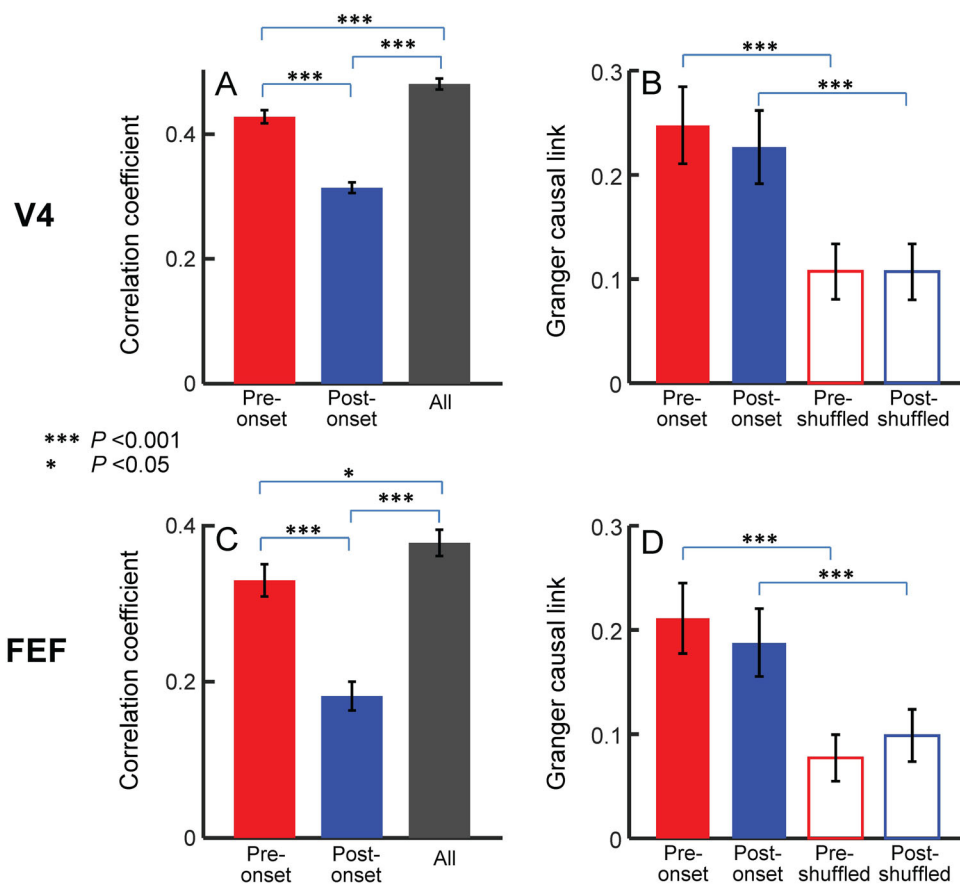 V4
A
***
***
***
Correlation coefficient
0.4
0.2
0
Pre-
onset
Post-
onset
All
B
***
***
Granger causal link
0.3
0.2
0.1
0
Pre-
onset
Post-
onset
Pre-
shuffled
Post-
shuffled
*** P <0.001
* P <0.05
FEF
C
*
***
***
Correlation coefficient
0.4
0.2
0
Pre-
onset
Post-
onset
All
D
***
***
Granger causal link
0.3
0.2
0.1
0
Pre-
onset
Post-
onset
Pre-
shuffled
Post-
shuffled